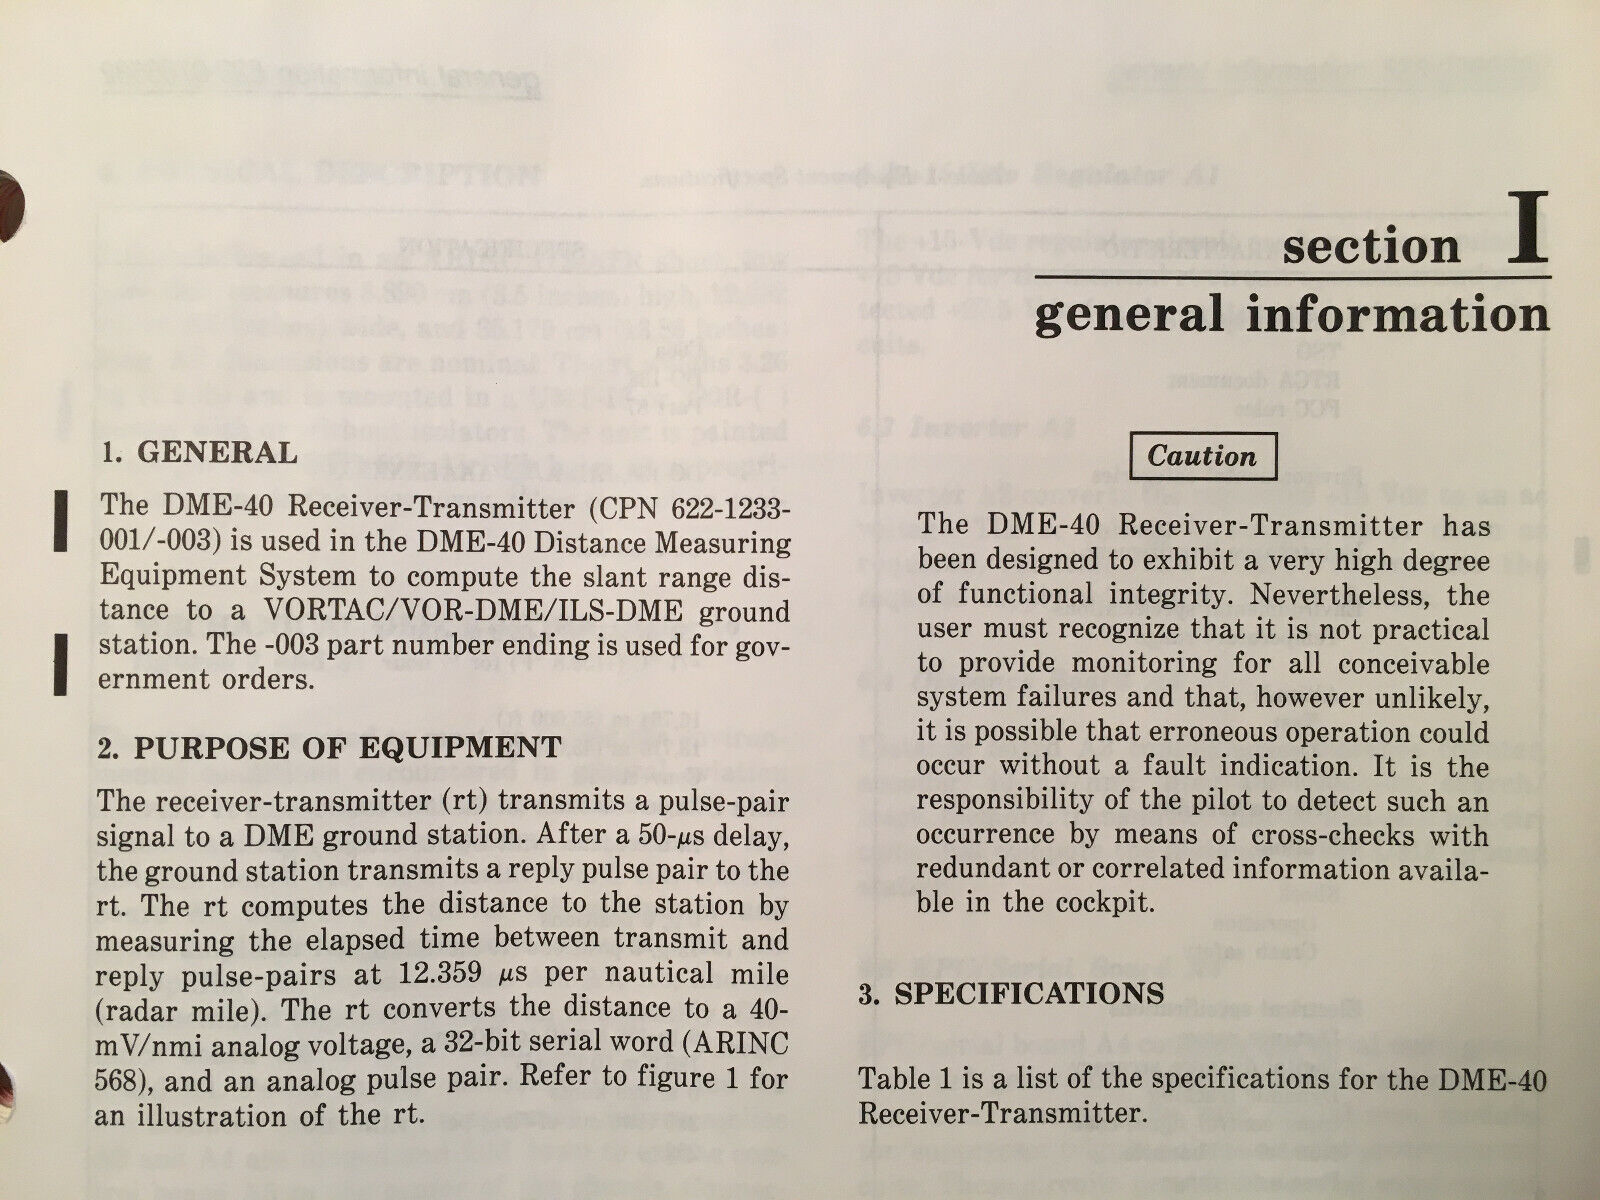 section I
general information
1. GENERAL
The DME-40 Receiver-Transmitter (CPN 622-1233-
001/-003) is used in the DME-40 Distance Measuring
Equipment System to compute the slant range dis-
tance to a VORTAC/VOR-DME/ILS-DME ground
station. The -003 part number ending is used for gov-
ernment orders.
2. PURPOSE OF EQUIPMENT
The receiver-transmitter (rt) transmits a pulse-pair
signal to a DME ground station. After a 50-μs delay,
the ground station transmits a reply pulse pair to the
rt. The rt computes the distance to the station by
measuring the elapsed time between transmit and
reply pulse-pairs at 12.359 μs per nautical mile
(radar mile). The rt converts the distance to a 40-
mV/nmi analog voltage, a 32-bit serial word (ARINC
568), and an analog pulse pair. Refer to figure 1 for
an illustration of the rt.
Caution
The DME-40 Receiver-Transmitter has
been designed to exhibit a very high degree
of functional integrity. Nevertheless, the
user must recognize that it is not practical
to provide monitoring for all conceivable
system failures and that, however unlikely,
it is possible that erroneous operation could
occur without a fault indication. It is the
responsibility of the pilot to detect such an
occurrence by means of cross-checks with
redundant or correlated information availa-
ble in the cockpit.
3. SPECIFICATIONS
Table 1 is a list of the specifications for the DME-40
Receiver-Transmitter.